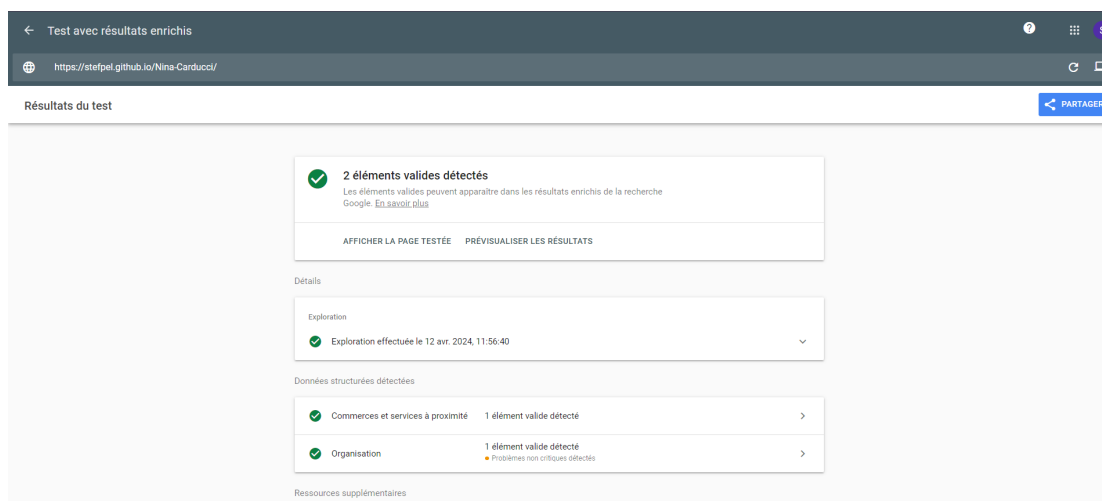 Test avec résultats enrichis
https://stefpel.github.io/Nina-Carducci/
Résultats du test
PARTAGER
2 éléments valides détectés
Les éléments valides peuvent apparaître dans les résultats enrichis de la recherche
Google. En savoir plus
AFFICHER LA PAGE TESTÉE PRÉVISUALISER LES RÉSULTATS
Détails
Exploration
Exploration effectuée le 12 avr. 2024, 11:56:40
Données structurées détectées
Commerces et services à proximité 1 élément valide détecté
Organisation 1 élément valide détecté
Problèmes non critiques détectés
Ressources supplémentaires